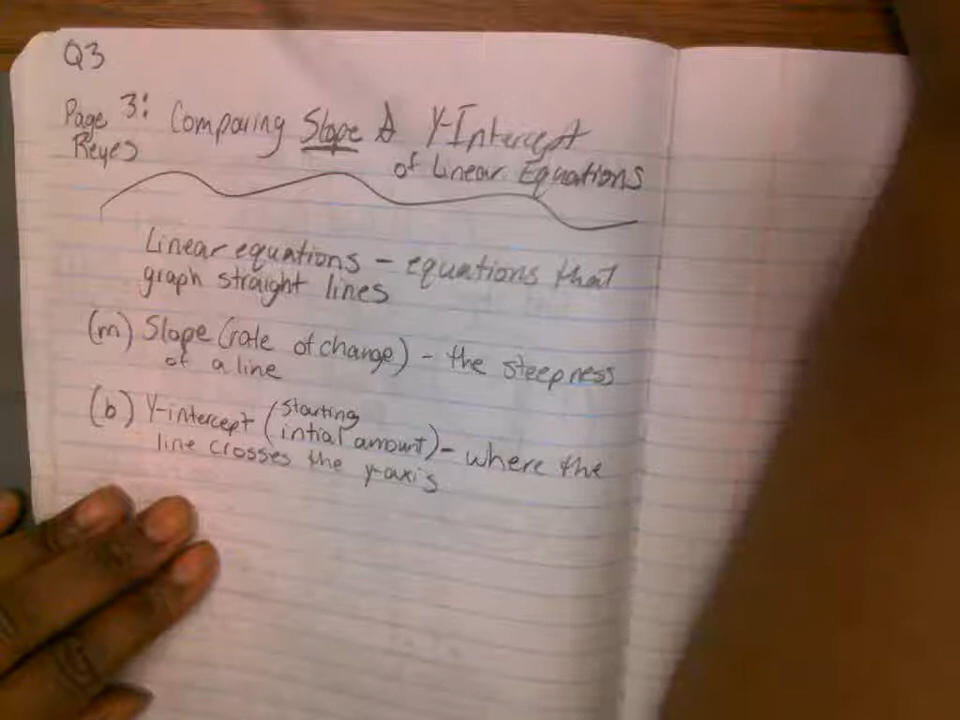 Q3
Page 3: Comparing Slope & Y-Intercept
Reyes
of Linear Equations
Linear equations - equations that
graph straight lines
(m) Slope (rate of change) - the steepness
of a line
(b) Y-intercept (starting
intial amount) - where the
line crosses the y-axis